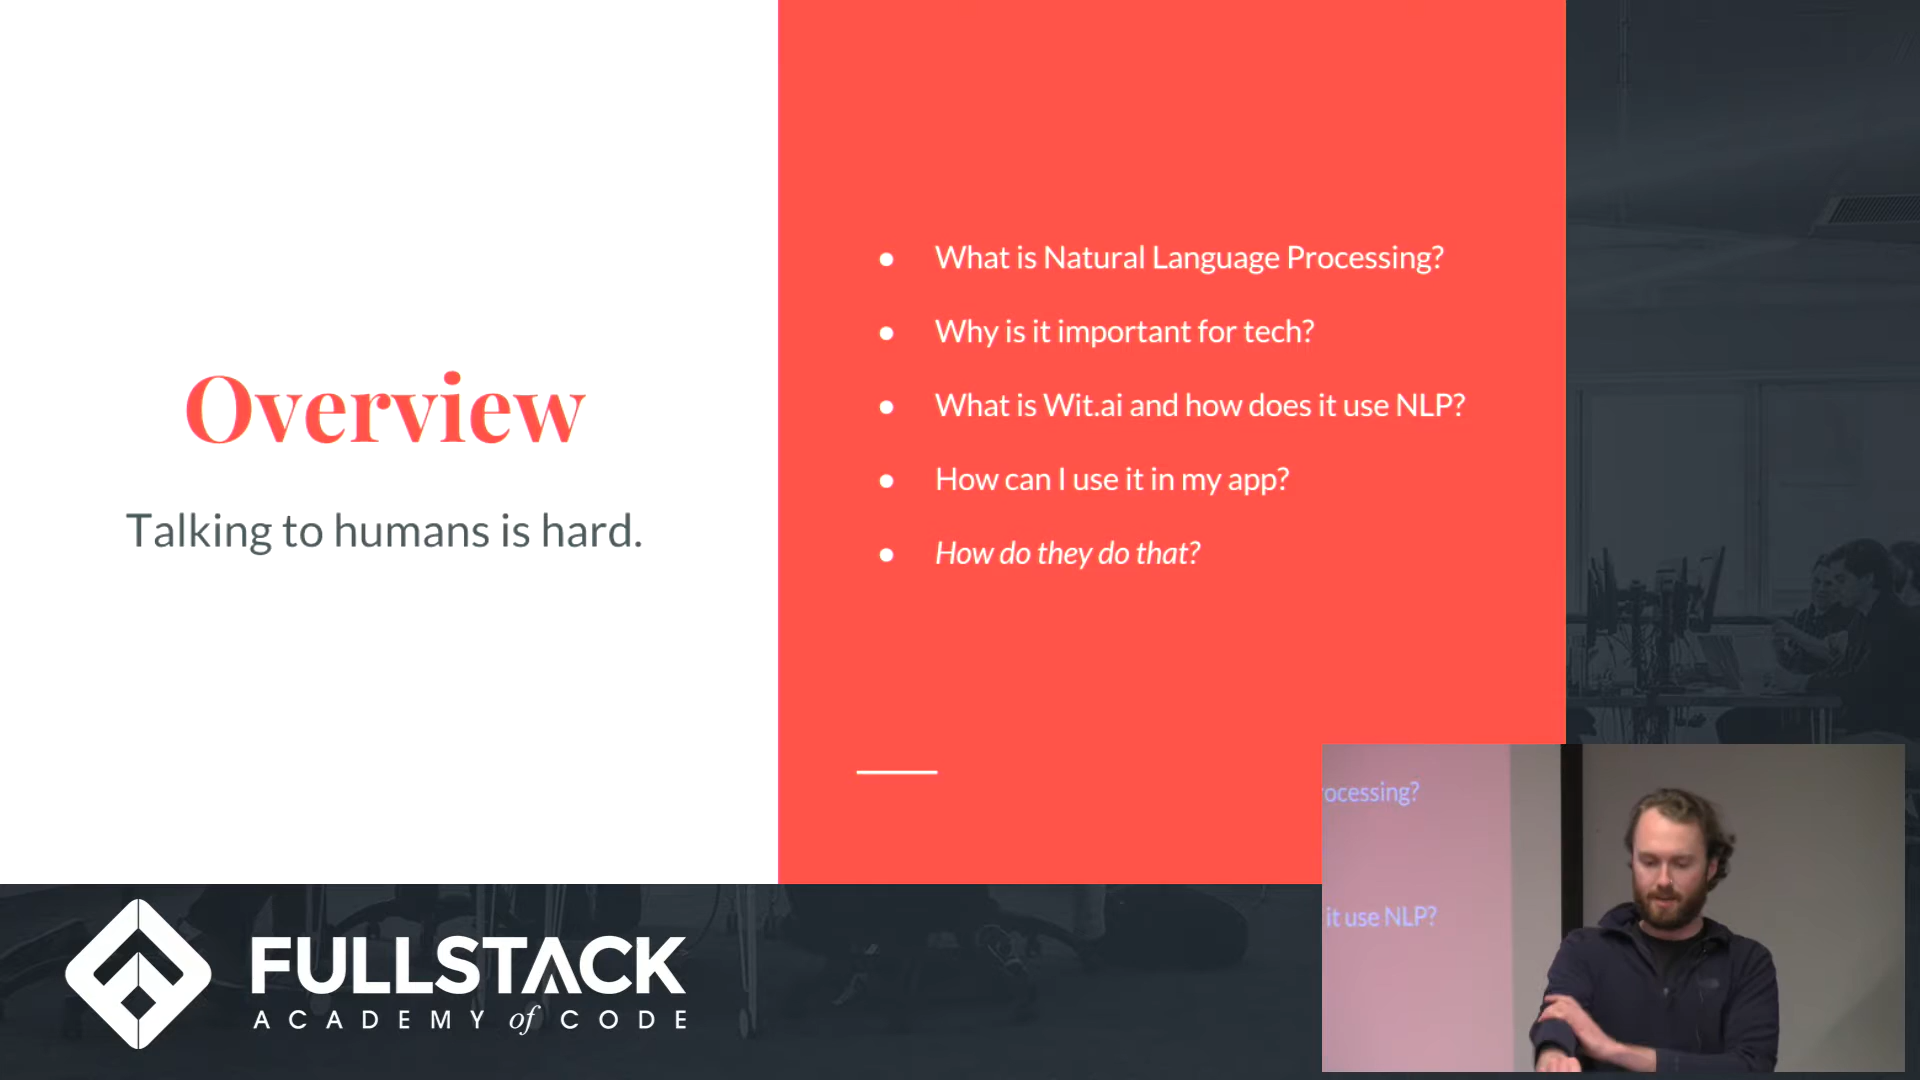 Overview
Talking to humans is hard.
What is Natural Language Processing?
Why is it important for tech?
What is Wit.ai and how does it use NLP?
How can I use it in my app?
How do they do that?
ocessing?
it use NLP?
FULLSTACK
ACADEMY of CODE